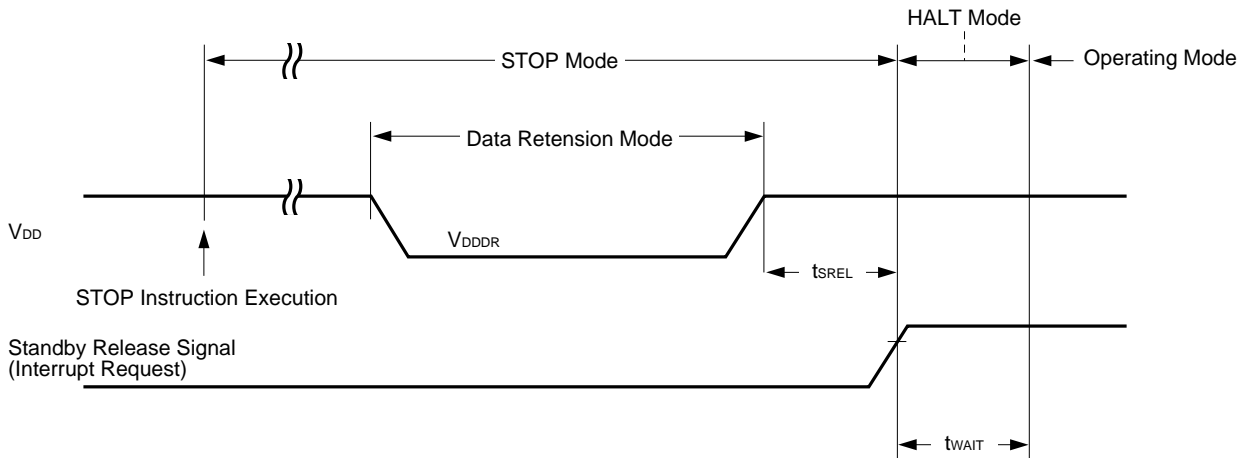 HALT Mode
STOP Mode
Operating Mode
Data Retension Mode
VDD
VDDDR
tSREL
STOP Instruction Execution
Standby Release Signal
(Interrupt Request)
tWAIT